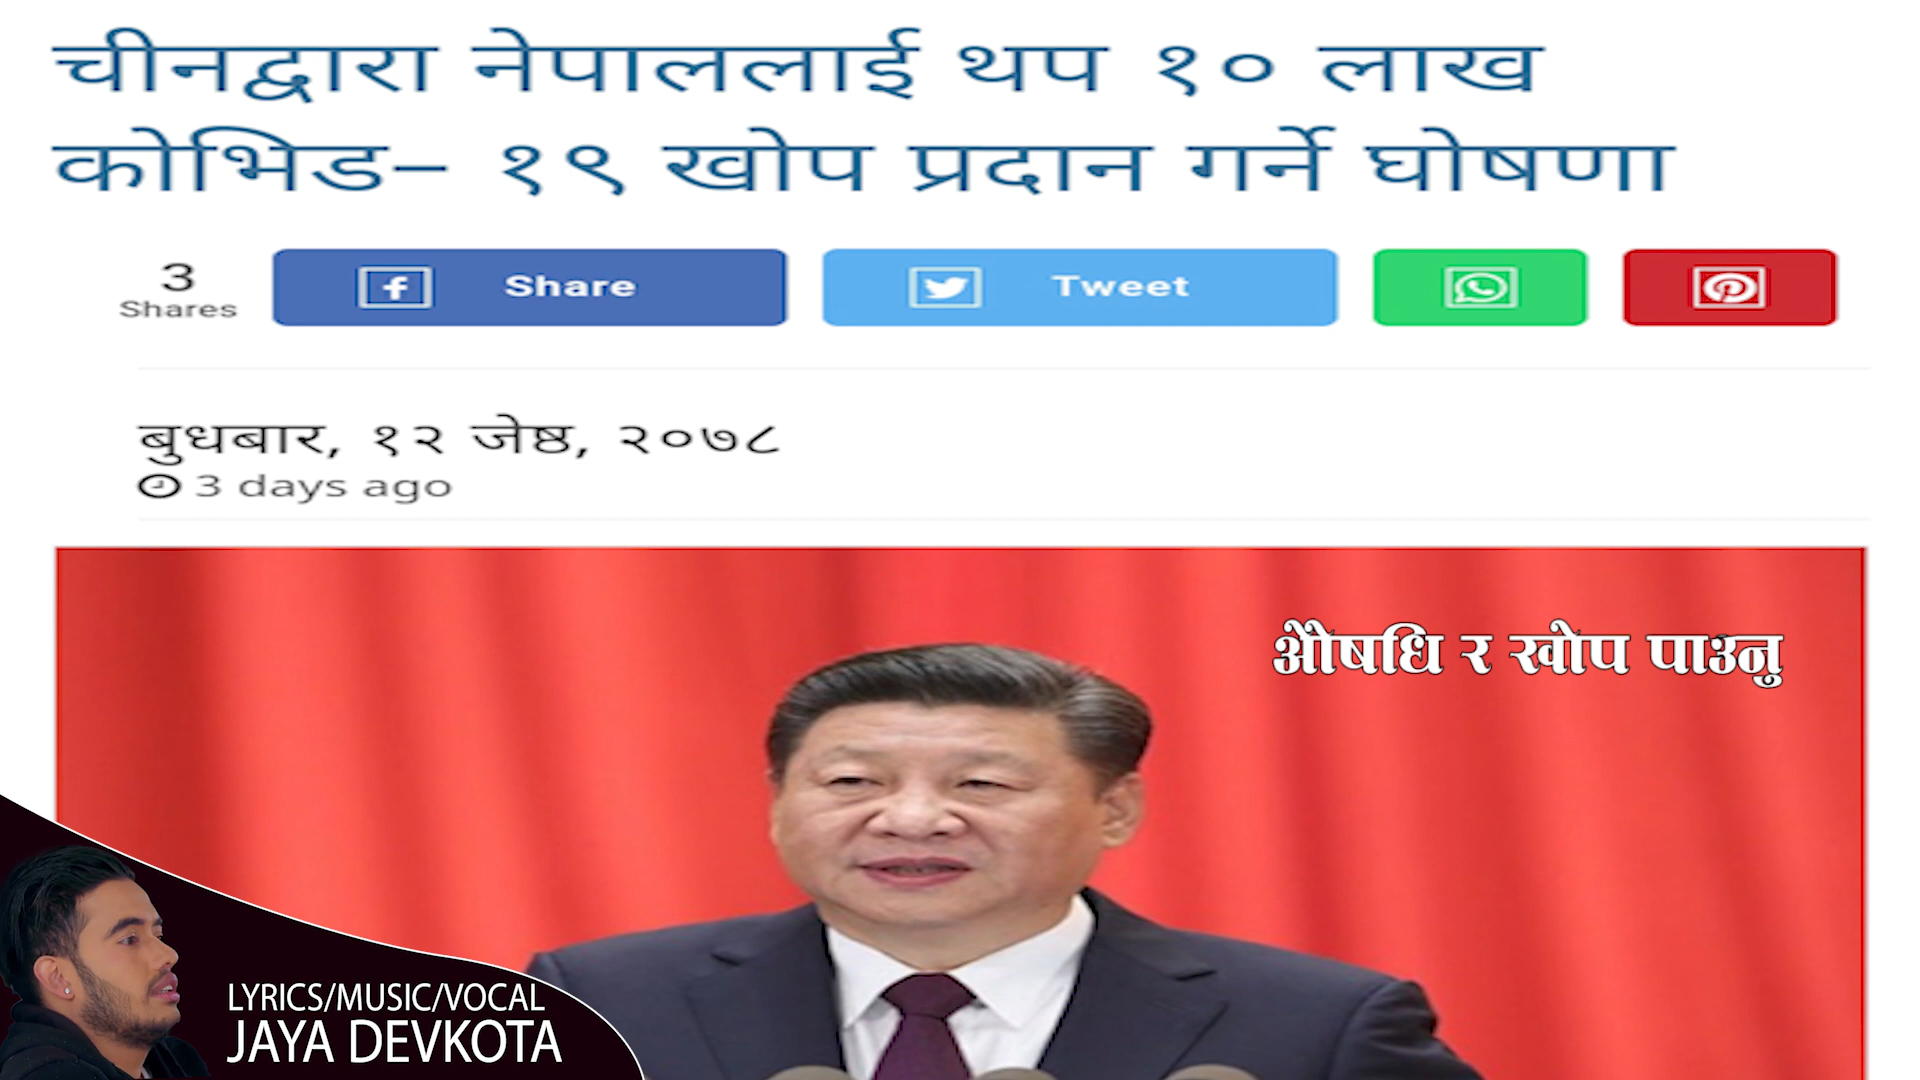 चीनद्वारा नेपाललाई थप १० लाख
कोभिड– १९ खोप प्रदान गर्ने घोषणा
3
Shares
Share
Tweet
बुधबार, १२ जेष्ठ, २०७८
3 days ago
औषधि र खोप पाउनु
LYRICS/MUSIC/VOCAL
JAYA DEVKOTA